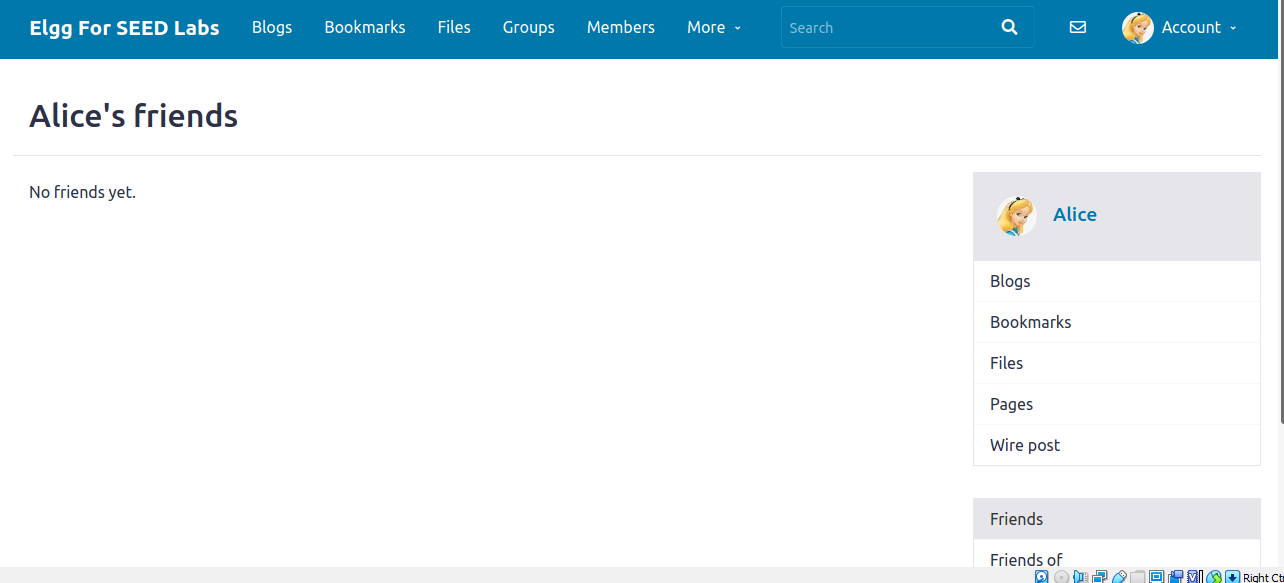 Elgg For SEED Labs Blogs Bookmarks Files Groups Members More Search Account
Alice's friends
No friends yet.
Alice
Blogs
Bookmarks
Files
Pages
Wire post
Friends
Friends of
Right Ct